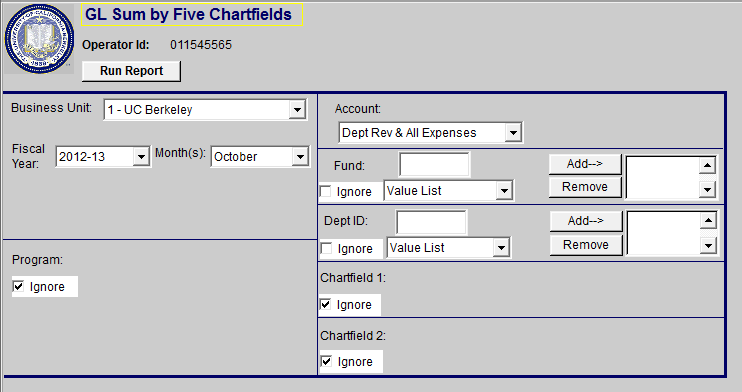 GL Sum by Five Chartfields
Operator Id: 011545565
Run Report
Business Unit: 1 - UC Berkeley
Fiscal Year: 2012-13 Month(s): October
Program:
Ignore
Account:
Dept Rev & All Expenses
Fund: Add-->
Ignore Value List Remove
Dept ID: Add-->
Ignore Value List Remove
Chartfield 1:
Ignore
Chartfield 2:
Ignore